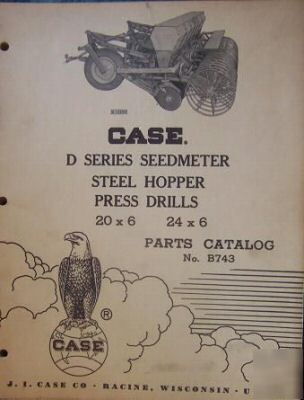 CASE.
D SERIES SEEDMETER
STEEL HOPPER
PRESS DRILLS
20 x 6 24 x 6
PARTS CATALOG
No. B743
®
CASE
J. I. CASE CO · RACINE, WISCONSIN · U